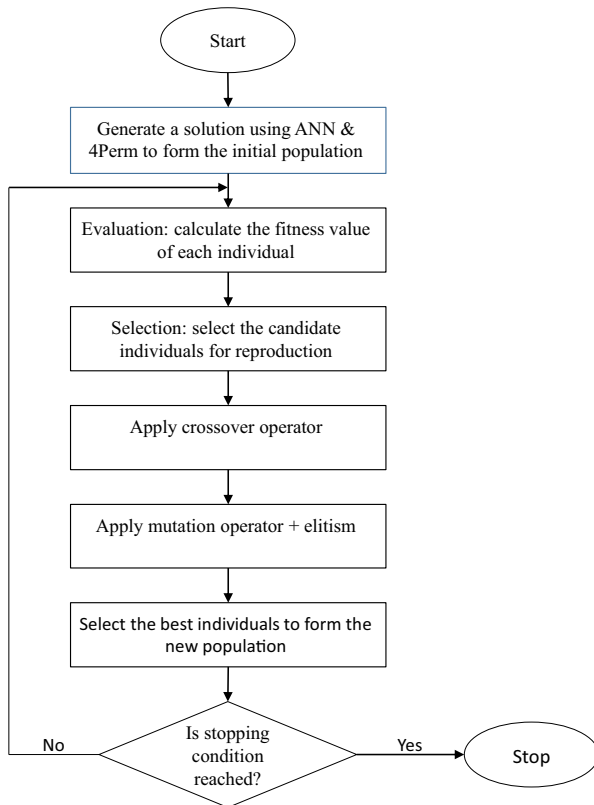 Start
Generate a solution using ANN &
4Perm to form the initial population
Evaluation: calculate the fitness value
of each individual
Selection: select the candidate
individuals for reproduction
Apply crossover operator
Apply mutation operator + elitism
Select the best individuals to form the
new population
Is
stopping
condition
reached?
No
Yes
Stop